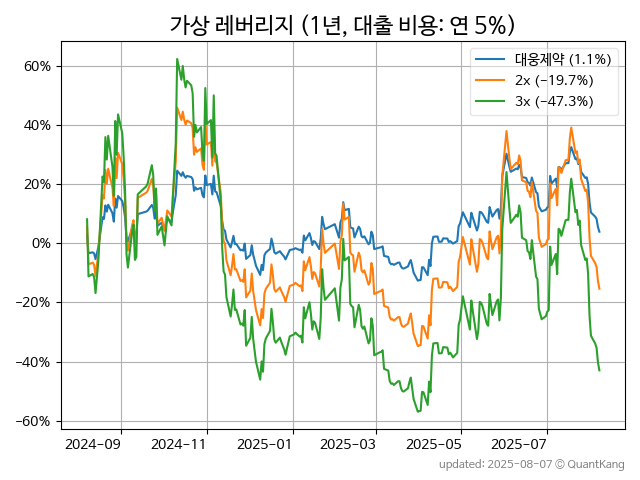 가상 레버리지 (1년, 대출 비용: 연 5%)
대웅제약 (1.1%)
2x (−19.7%)
3x (−47.3%)
60%
40%
20%
0%
−20%
−40%
−60%
2024-09 2024-11 2025-01 2025-03 2025-05 2025-07
updated: 2025-08-07 © QuantKang